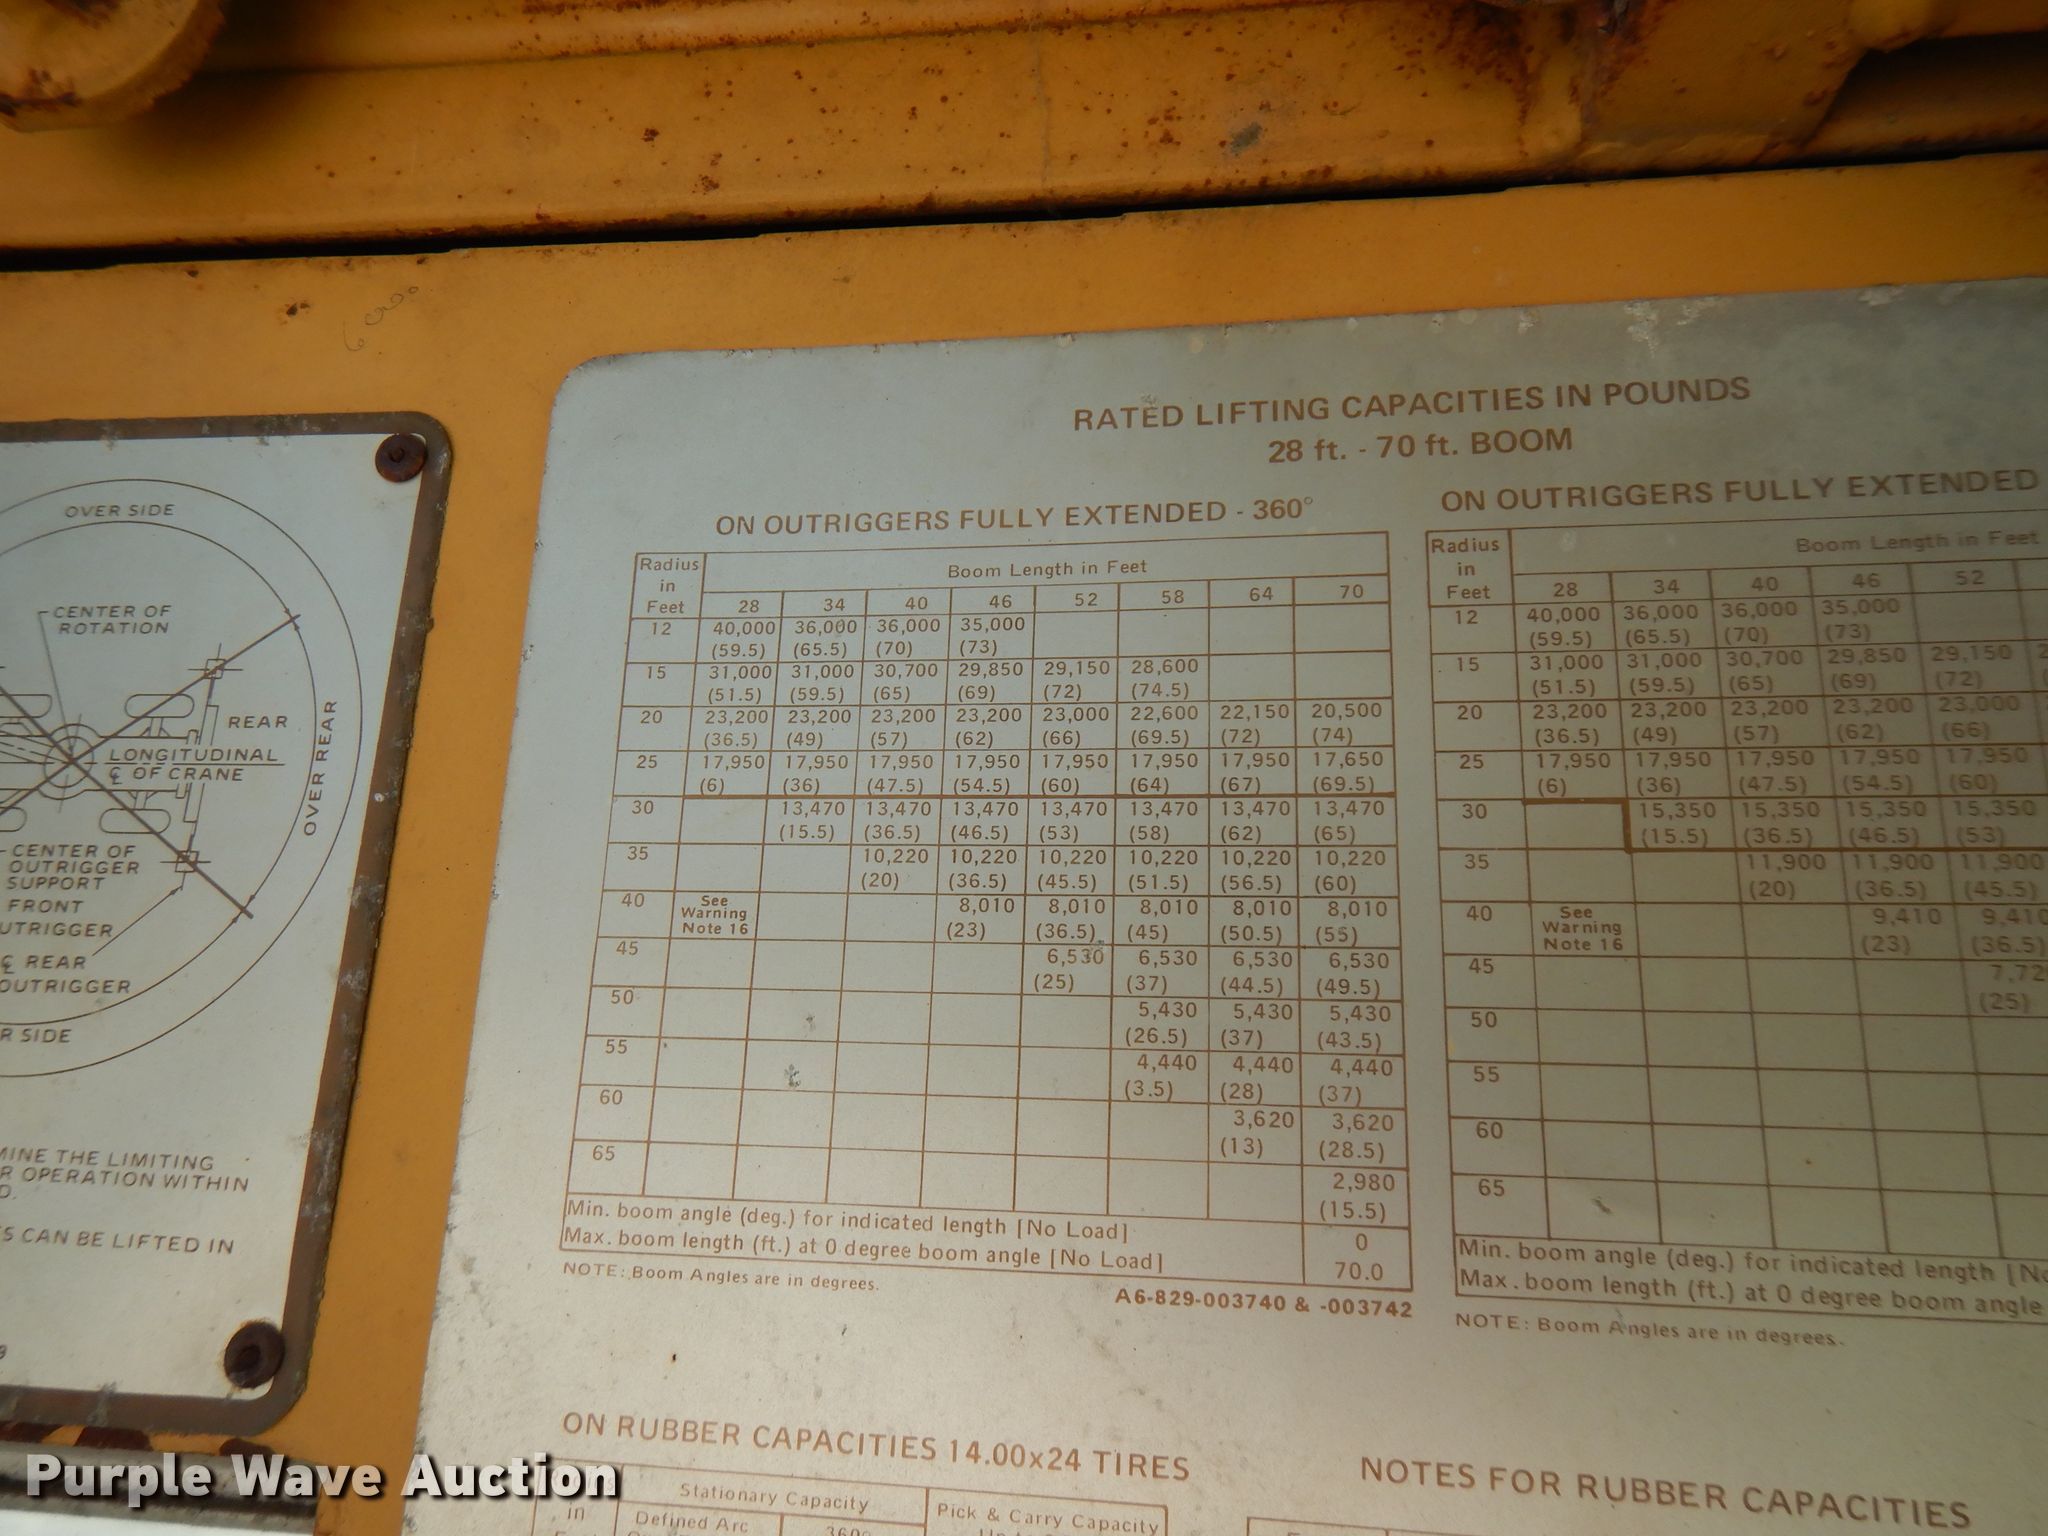 6000
RATED LIFTING CAPACITIES IN POUNDS
28 ft. - 70 ft. BOOM
OVER SIDE
CENTER OF
ROTATION
REAR
LONGITUDINAL
℄ OF CRANE
OVER REAR
CENTER OF
OUTRIGGER
SUPPORT
FRONT
℄ REAR
OUTRIGGER
SIDE
THE LIMITING
OPERATION WITHIN
CAN BE LIFTED IN
ON OUTRIGGERS FULLY EXTENDED - 360°
Radius in Feet Boom Length in Feet
28 34 40 46 52 58 64 70
12 40,000 36,000 36,000 35,000
(59.5) (65.5) (70) (73)
15 31,000 31,000 30,700 29,850 29,150 28,600
(51.5) (59.5) (65) (69) (72) (74.5)
20 23,200 23,200 23,200 23,200 23,000 22,600 22,150 20,500
(36.5) (49) (57) (62) (66) (69.5) (72) (74)
25 17,950 17,950 17,950 17,950 17,950 17,950 17,950 17,650
(6) (36) (47.5) (54.5) (60) (64) (67) (69.5)
30 13,470 13,470 13,470 13,470 13,470 13,470 13,470
(15.5) (36.5) (46.5) (53) (58) (62) (65)
35 10,220 10,220 10,220 10,220 10,220 10,220
(20) (36.5) (45.5) (51.5) (56.5) (60)
40 See Warning Note 16 8,010 8,010 8,010 8,010 8,010
(23) (36.5) (45) (50.5) (55)
45 6,530 6,530 6,530 6,530
(25) (37) (44.5) (49.5)
50 5,430 5,430 5,430
(26.5) (37) (43.5)
55 4,440 4,440 4,440
(3.5) (28) (37)
60 3,620 3,620
(13) (28.5)
65 2,980
(15.5)
Min. boom angle (deg.) for indicated length [No Load] 0
Max. boom length (ft.) at 0 degree boom angle [No Load] 70.0
NOTE: Boom Angles are in degrees.
A6-829-003740 & -003742
ON OUTRIGGERS FULLY EXTENDED
Radius in Feet Boom Length in Feet
28 34 40 46 52
12 40,000 36,000 36,000 35,000
(59.5) (65.5) (70) (73)
15 31,000 31,000 30,700 29,850 29,150
(51.5) (59.5) (65) (69) (72)
20 23,200 23,200 23,200 23,200 23,000
(36.5) (49) (57) (62) (66)
25 17,950 17,950 17,950 17,950 17,950
(6) (36) (47.5) (54.5) (60)
30 15,350 15,350 15,350 15,350
(15.5) (36.5) (46.5) (53)
35 11,900 11,900 11,900
(20) (36.5) (45.5)
40 See Warning Note 16 9,410 9,410
(23) (36.5)
45 7,72
(25)
50
55
60
65
Min. boom angle (deg.) for indicated length
Max. boom length (ft.) at 0 degree boom angle
NOTE: Boom Angles are in degrees.
ON RUBBER CAPACITIES 14.00x24 TIRES
in Stationary Capacity Pick & Carry Capacity
Defined Arc 360°
NOTES FOR RUBBER CAPACITIES
Purple Wave Auction